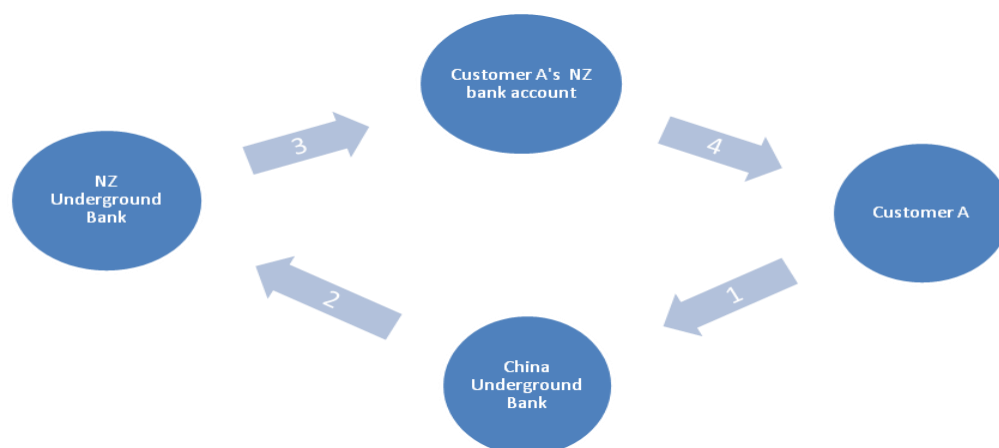 Customer A's  NZ
bank account
3
4
NZ
Underground
Bank
Customer A
2
1
China
Underground
Bank